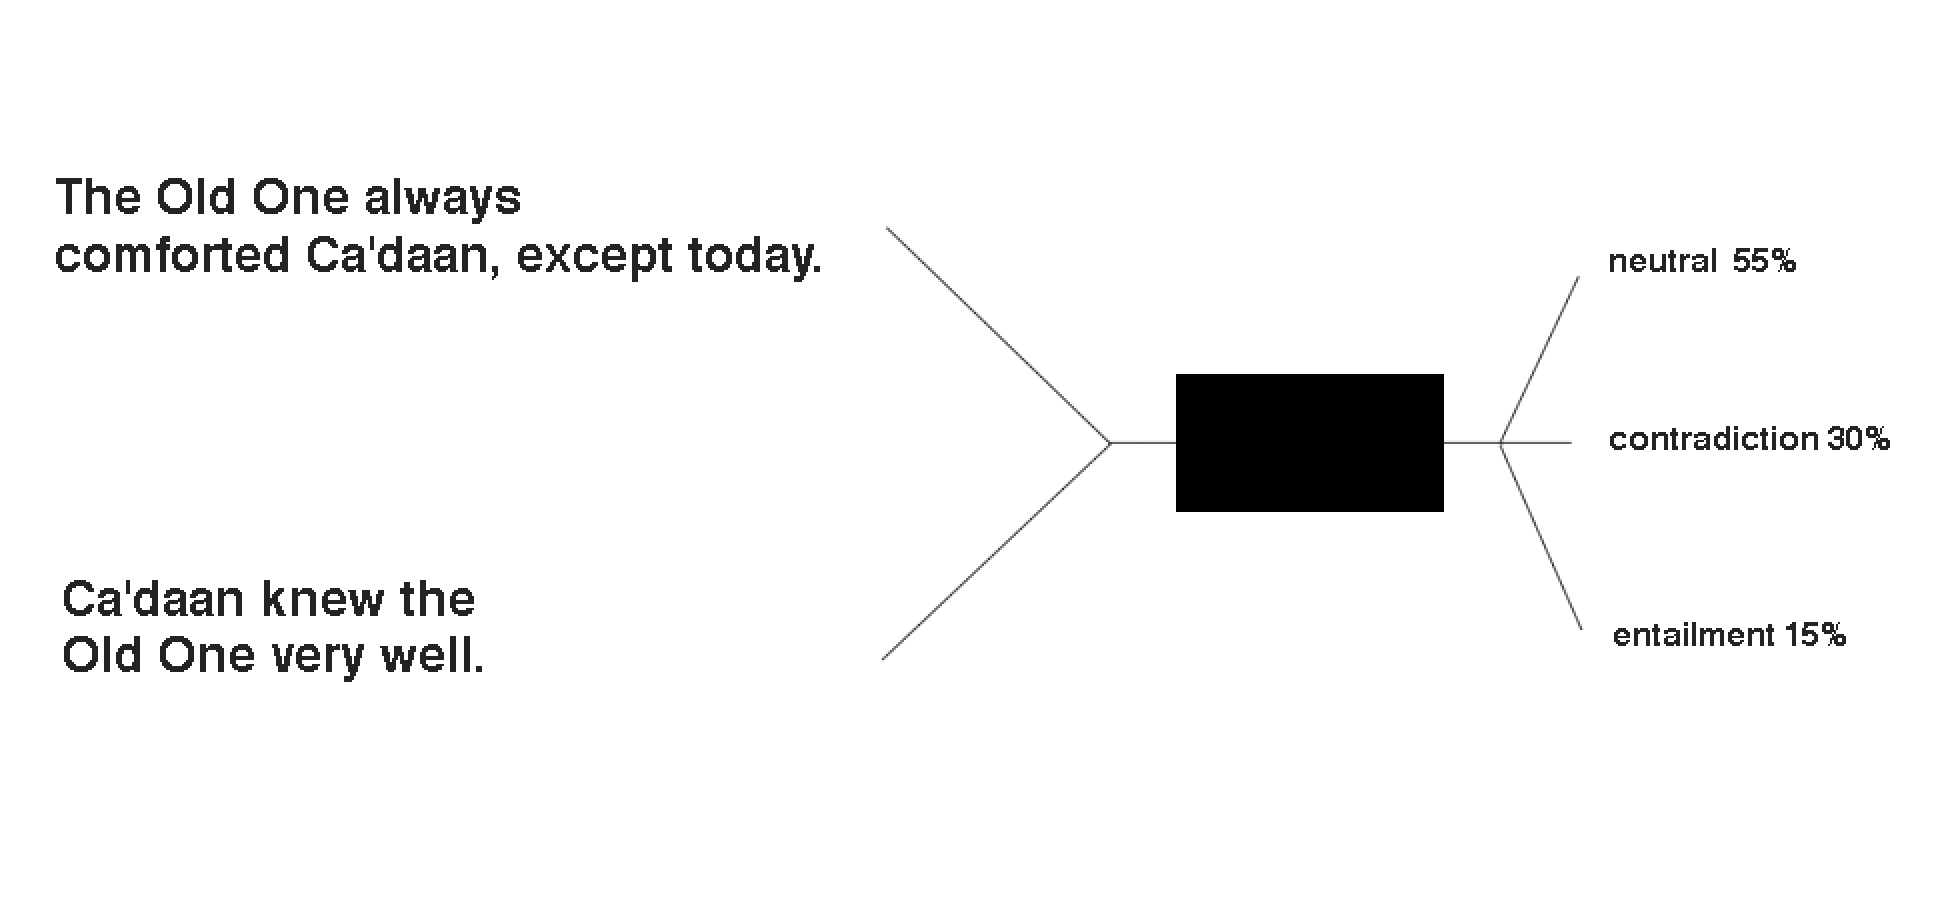 The Old One always
comforted Ca'daan, except today.
Ca'daan knew the
Old One very well.
neutral 55%
contradiction 30%
entailment 15%